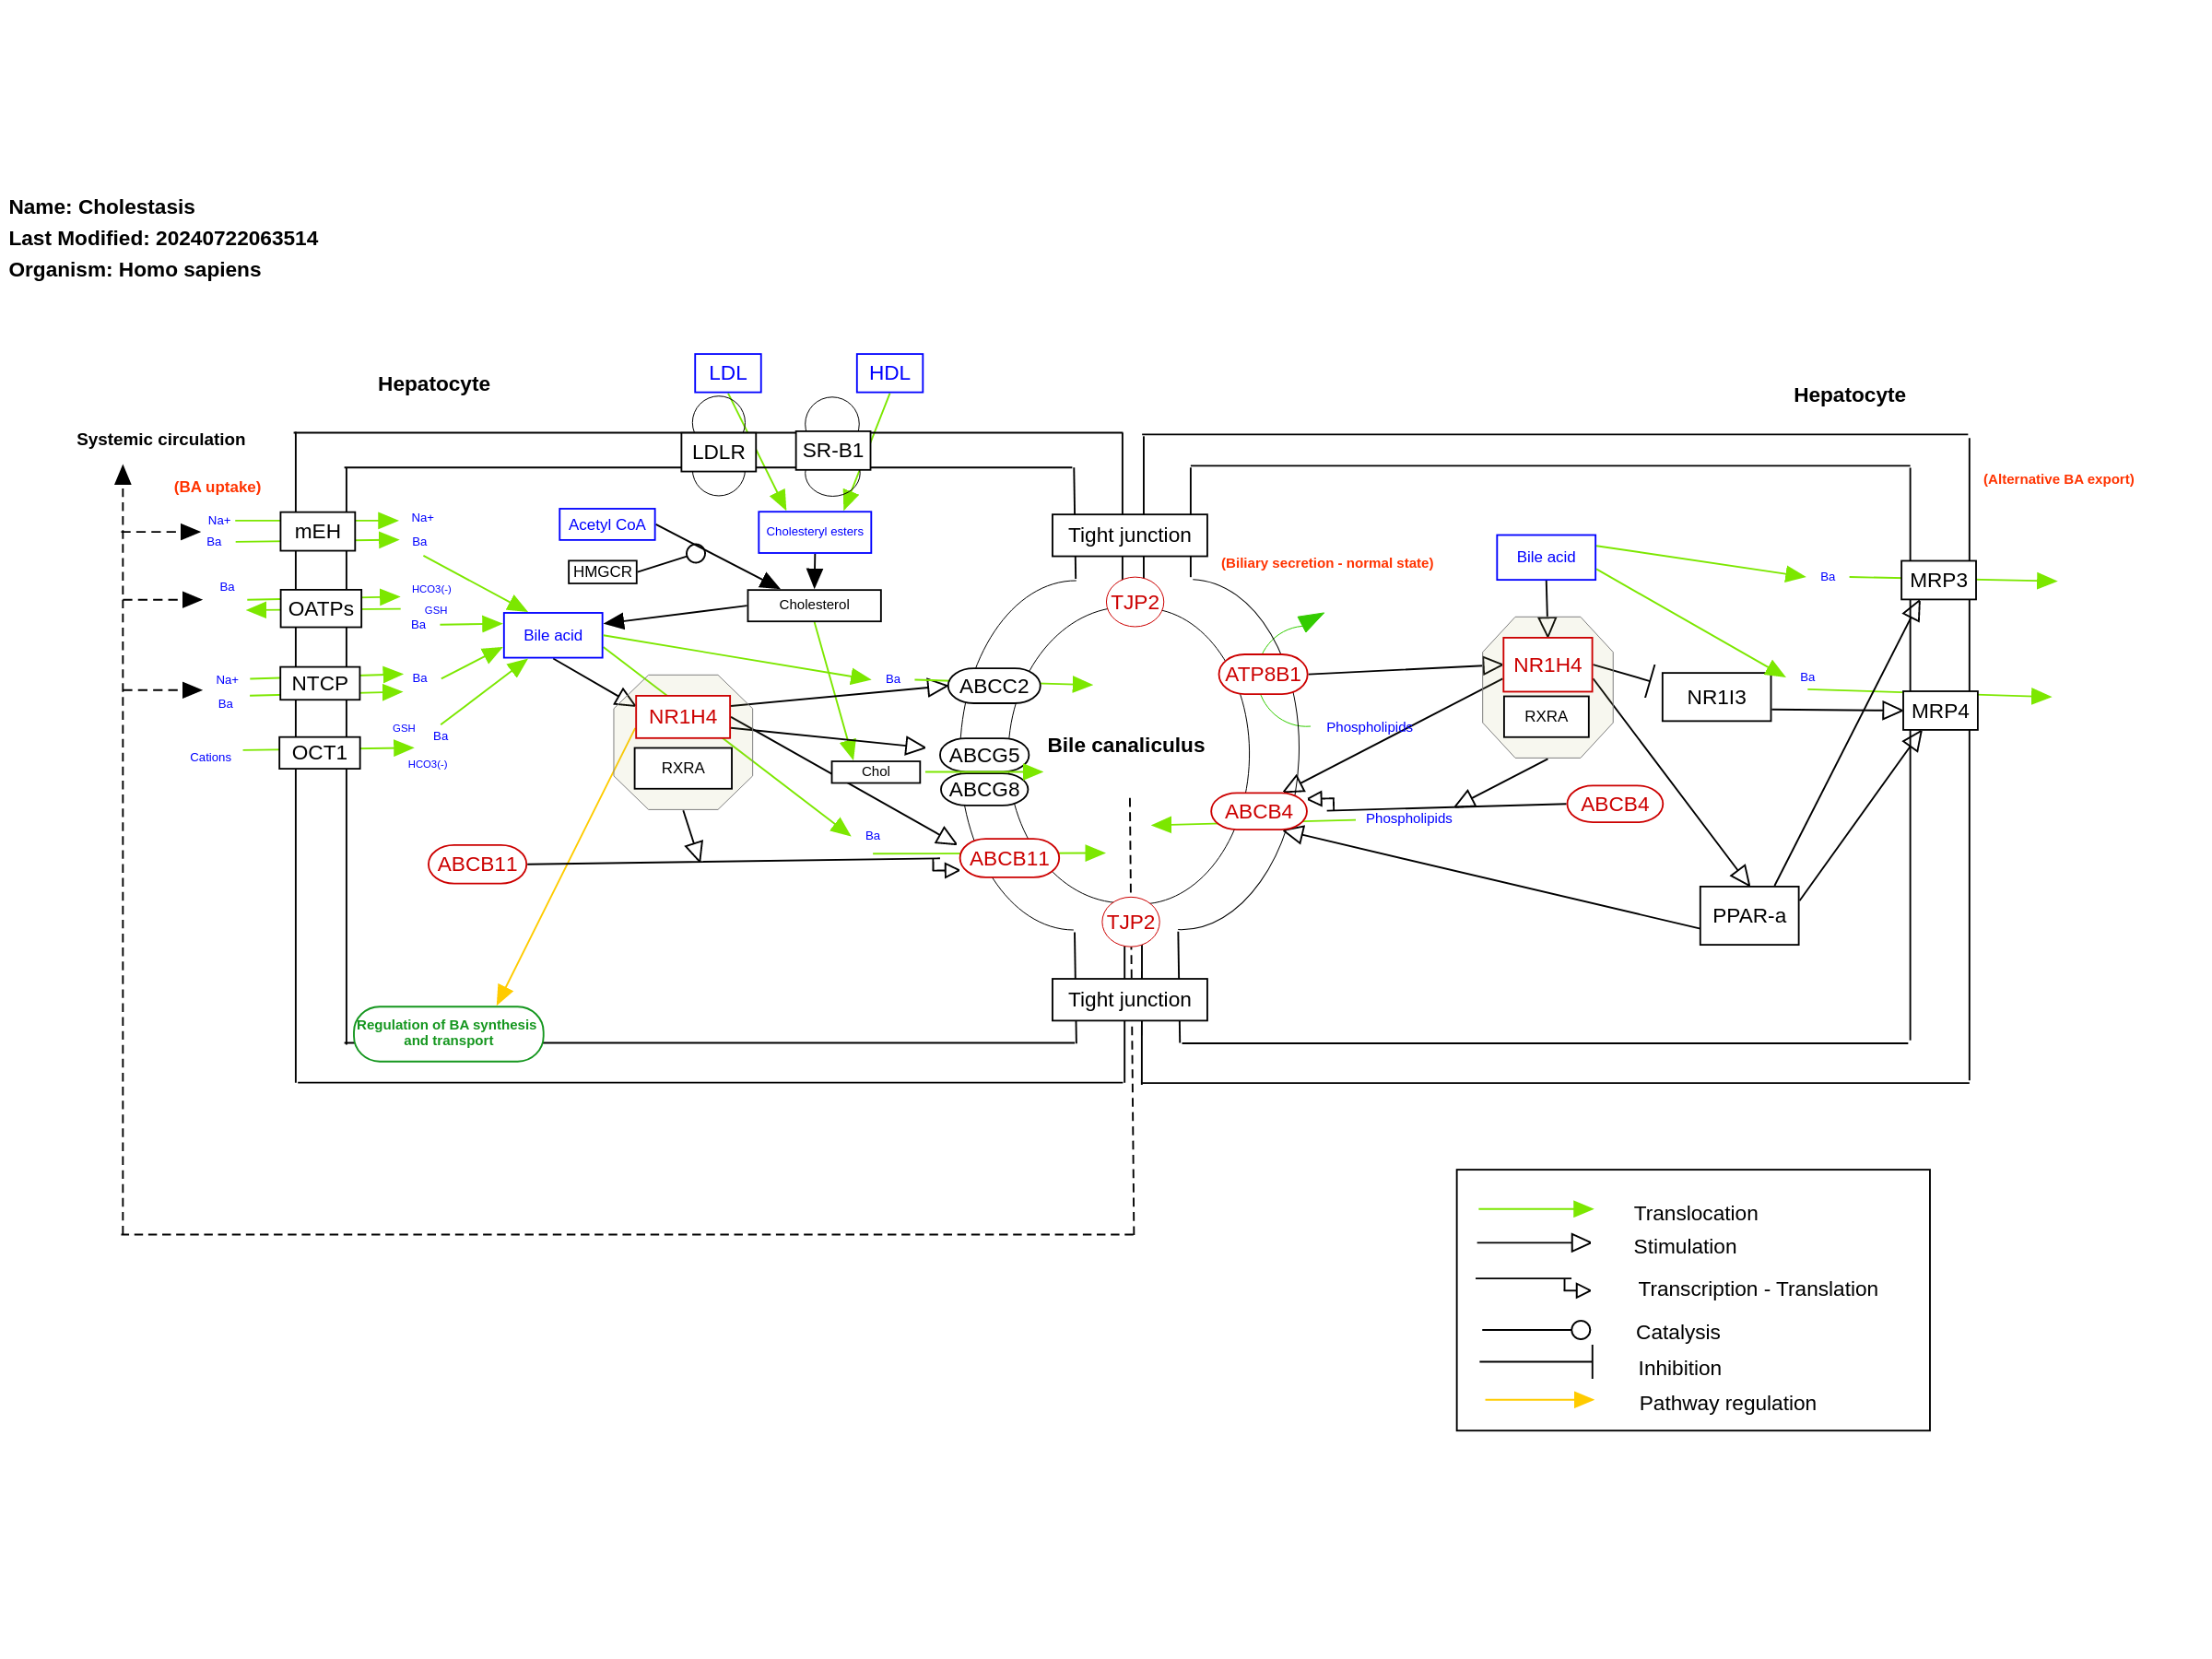 Name: Cholestasis
Last Modified: 20240722063514
Organism: Homo sapiens
Hepatocyte
LDL
HDL
Hepatocyte
Systemic circulation
LDLR
SR-B1
(BA uptake)
(Alternative BA export)
Na+
mEH
Na+
Ba
Ba
Acetyl CoA
Cholesteryl esters
Tight junction
HMGCR
(Biliary secretion - normal state)
Bile acid
Ba
MRP3
Ba
OATPs
HCO3(-)
GSH
Ba
Cholesterol
TJP2
Bile acid
Na+
NTCP
Ba
Ba
Ba
ABCC2
ATP8B1
NR1H4
RXRA
Ba
NR1I3
MRP4
NR1H4
RXRA
GSH
Ba
HCO3(-)
Cations
OCT1
Phospholipids
ABCG5
Bile canaliculus
Chol
ABCG8
ABCB4
ABCB4
Phospholipids
Ba
ABCB11
ABCB11
TJP2
PPAR-a
Tight junction
Regulation of BA synthesis
and transport
Translocation
Stimulation
Transcription - Translation
Catalysis
Inhibition
Pathway regulation